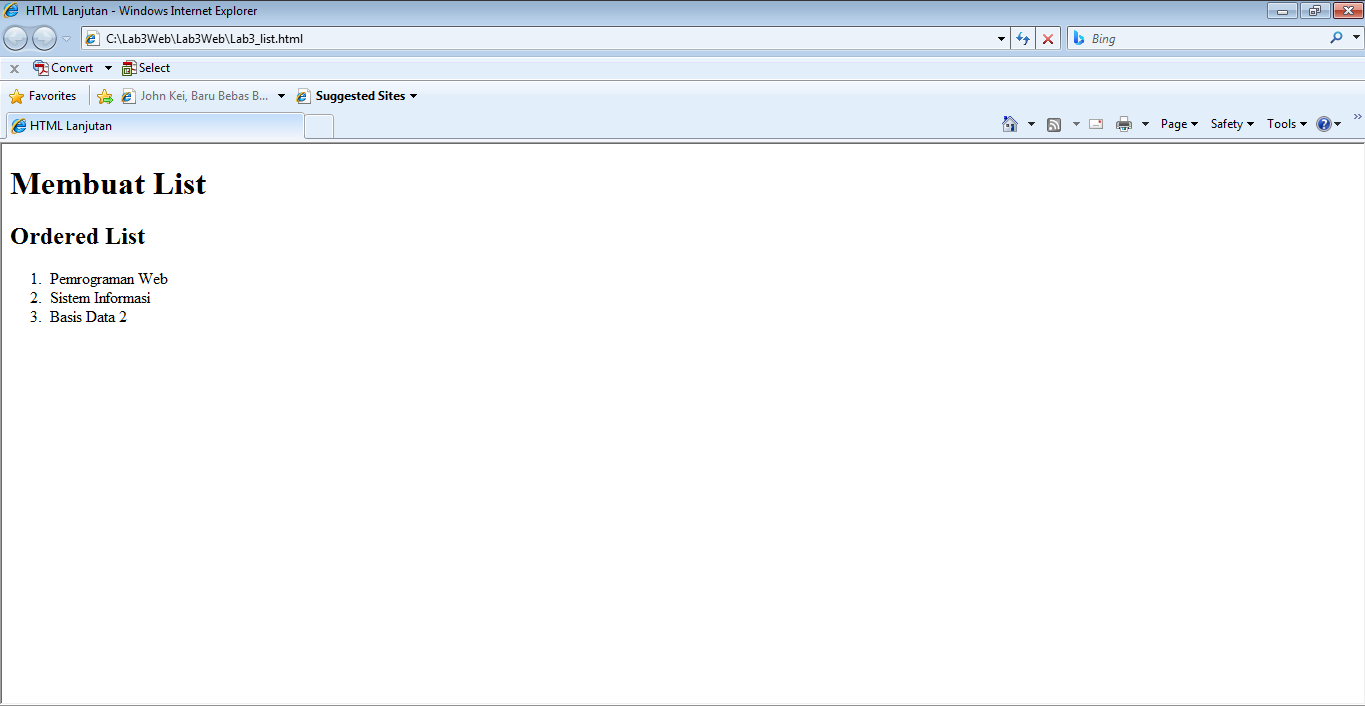 HTML Lanjutan - Windows Internet Explorer
C:\Lab3Web\Lab3Web\Lab3_list.html
Bing
x Convert Select
Favorites John Kei, Baru Bebas B... Suggested Sites
HTML Lanjutan
Page Safety Tools
Membuat List
Ordered List
1. Pemrograman Web
2. Sistem Informasi
3. Basis Data 2